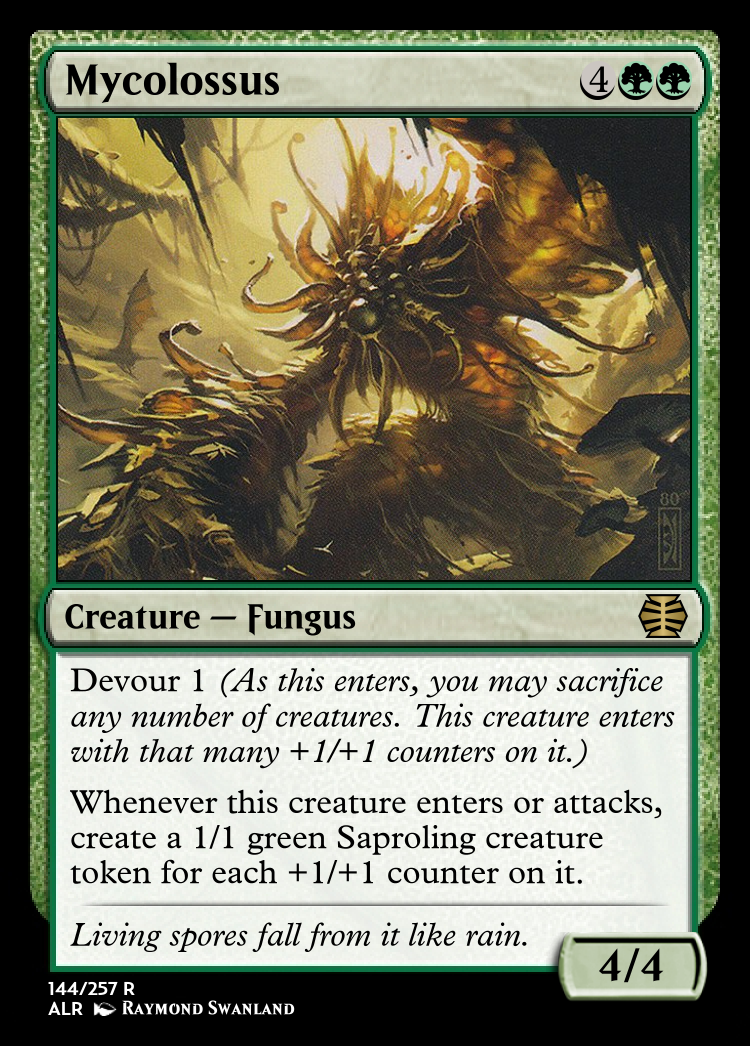 Mycolossus 4
80
Creature — Fungus
Devour 1 (As this enters, you may sacrifice
any number of creatures. This creature enters
with that many +1/+1 counters on it.)
Whenever this creature enters or attacks,
create a 1/1 green Saproling creature
token for each +1/+1 counter on it.
Living spores fall from it like rain.
4/4
144/257 R
ALR Raymond Swanland